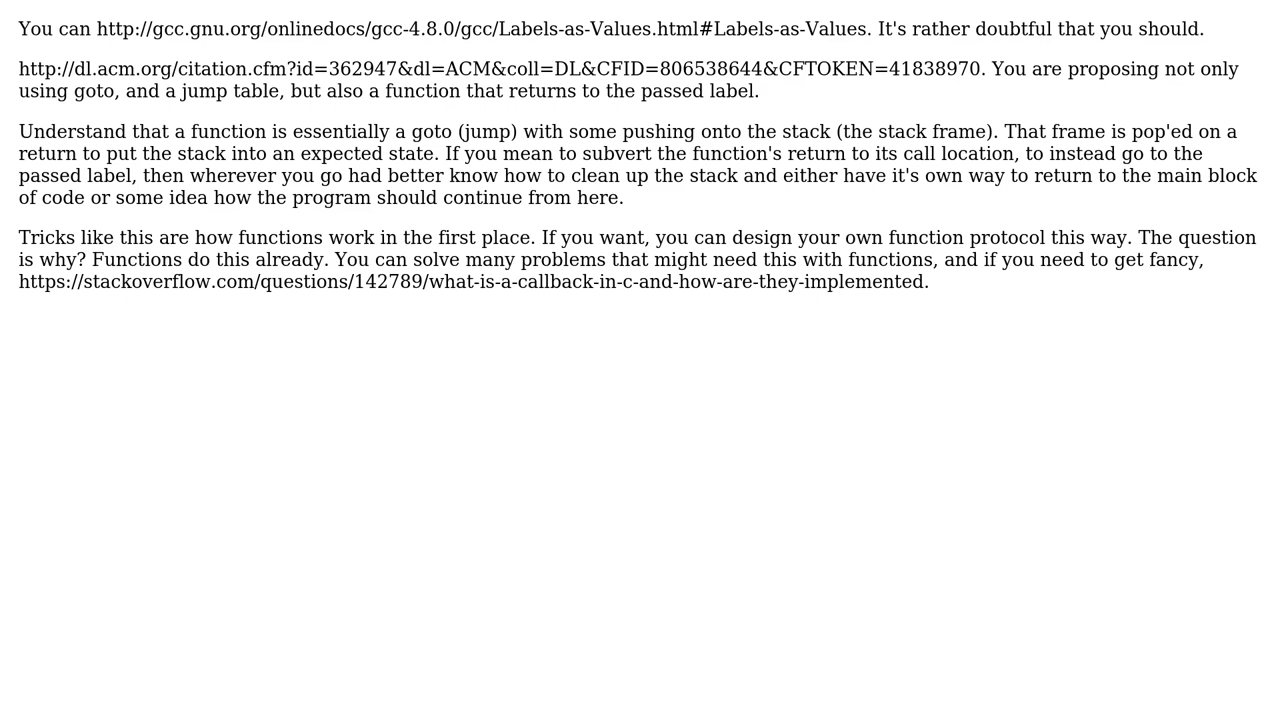 You can http://gcc.gnu.org/onlinedocs/gcc-4.8.0/gcc/Labels-as-Values.html#Labels-as-Values. It's rather doubtful that you should.
http://dl.acm.org/citation.cfm?id=362947&dl=ACM&coll=DL&CFID=806538644&CFTOKEN=41838970. You are proposing not only
using goto, and a jump table, but also a function that returns to the passed label.
Understand that a function is essentially a goto (jump) with some pushing onto the stack (the stack frame). That frame is pop'ed on a
return to put the stack into an expected state. If you mean to subvert the function's return to its call location, to instead go to the
passed label, then wherever you go had better know how to clean up the stack and either have it's own way to return to the main block
of code or some idea how the program should continue from here.
Tricks like this are how functions work in the first place. If you want, you can design your own function protocol this way. The question
is why? Functions do this already. You can solve many problems that might need this with functions, and if you need to get fancy,
https://stackoverflow.com/questions/142789/what-is-a-callback-in-c-and-how-are-they-implemented.